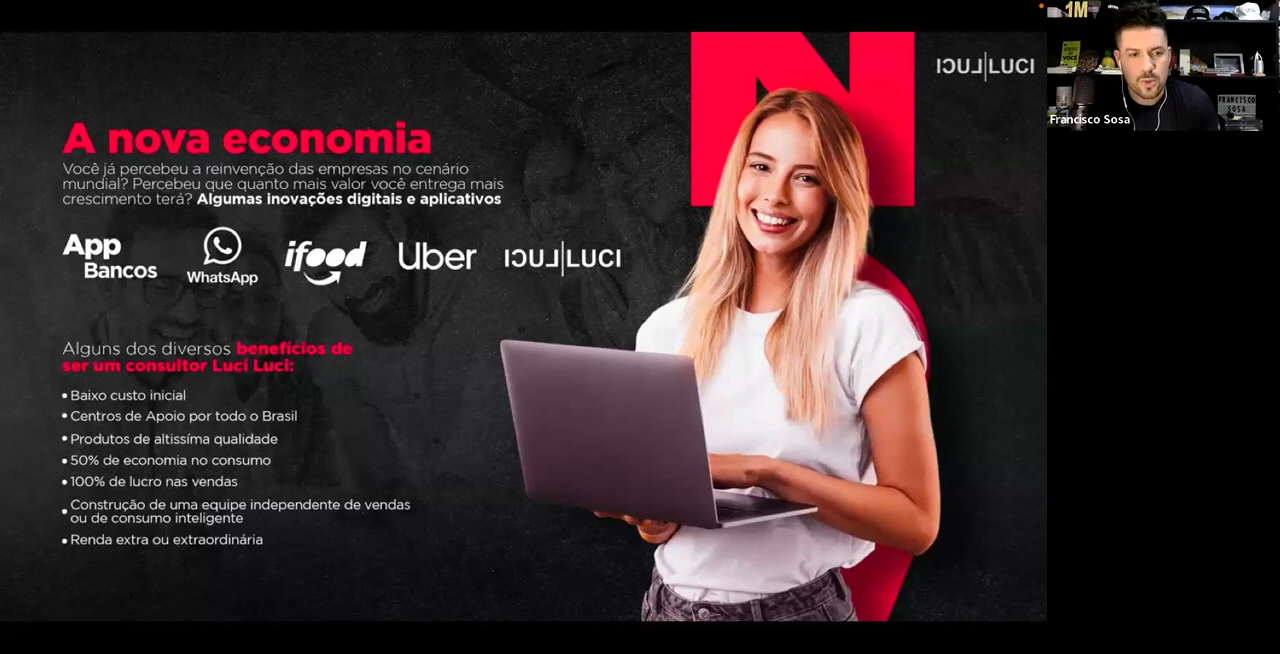 A nova economia
Você já percebeu a reinvenção das empresas no cenário
mundial? Percebeu que quanto mais valor você entrega mais
crescimento terá? Algumas inovações digitais e aplicativos
App
Bancos
WhatsApp
ifood
Uber
LUCI|LUCI
Alguns dos diversos benefícios de
ser um consultor Luci Luci:
• Baixo custo inicial
• Centros de Apoio por todo o Brasil
• Produtos de altissíma qualidade
• 50% de economia no consumo
• 100% de lucro nas vendas
• Construção de uma equipe independente de vendas
ou de consumo inteligente
• Renda extra ou extraordinária
N
LUCI|LUCI
1M
FRANCISCO
SOSA
Francisco Sosa